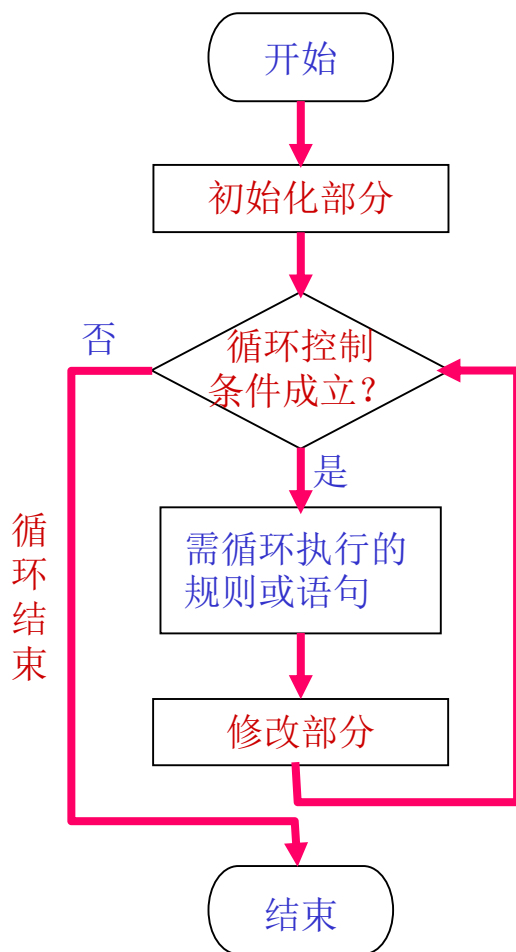 开始
初始化部分
循环控制
条件成立？
否
是
需循环执行的
规则或语句
循环结束
修改部分
结束